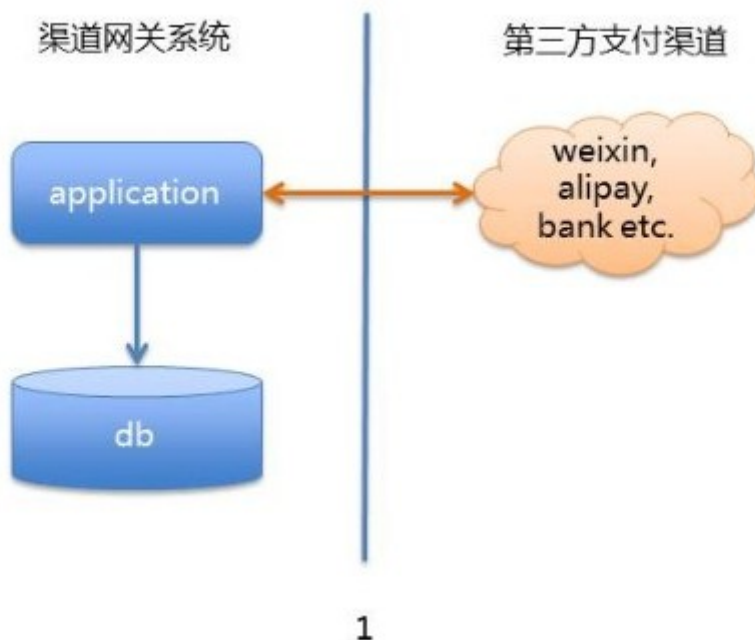 渠道网关系统
第三方支付渠道
application
weixin,
alipay,
bank etc.
db
1